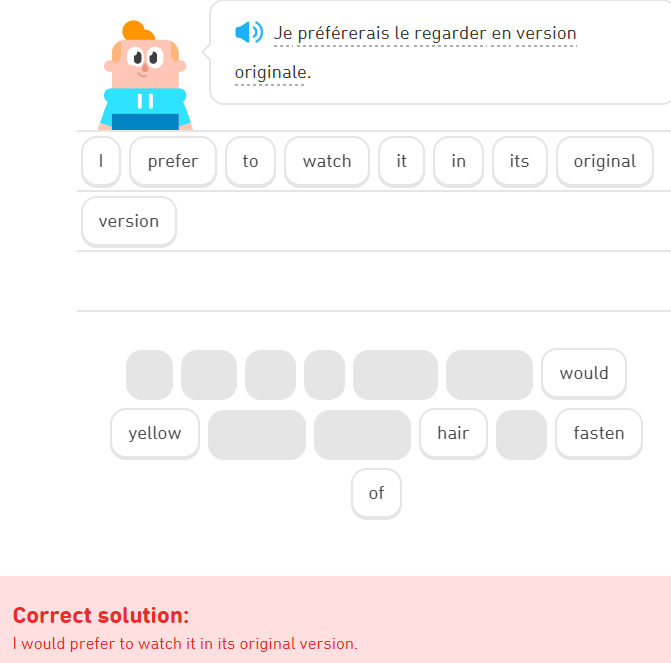 Je préférerais le regarder en version
originale.
I prefer to watch it in its original
version
would
yellow hair fasten
of
Correct solution:
I would prefer to watch it in its original version.